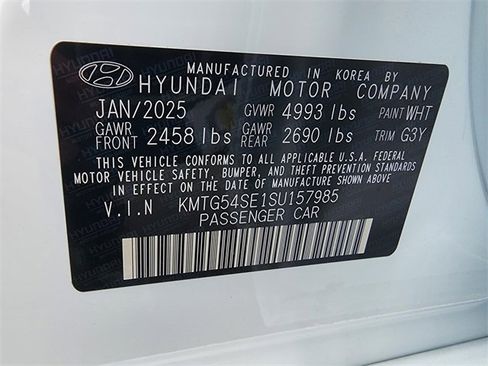 MANUFACTURED IN KOREA BY
HYUNDAI MOTOR COMPANY
JAN/2025 GVWR 4993 lbs PAINT WHT
GAWR FRONT 2458 lbs GAWR REAR 2690 lbs TRIM G3Y
THIS VEHICLE CONFORMS TO ALL APPLICABLE U.S.A. FEDERAL
MOTOR VEHICLE SAFETY, BUMPER, AND THEFT PREVENTION STANDARDS
IN EFFECT ON THE DATE OF MANUFACTURE SHOWN ABOVE.
V.I.N KMTG54SE1SU157985
PASSENGER CAR